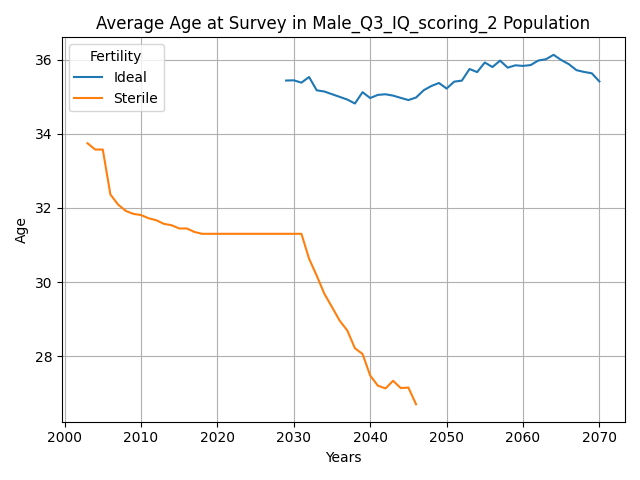 Average Age at Survey in Male_Q3_IQ_scoring_2 Population
Fertility
Ideal
Sterile
Age
36
34
32
30
28
2000 2010 2020 2030 2040 2050 2060 2070
Years